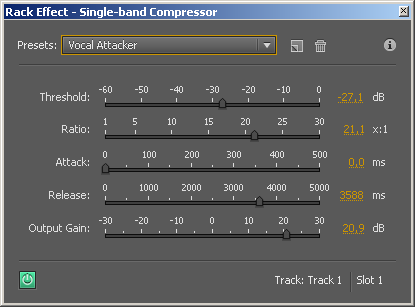 Rack Effect - Single-band Compressor
Presets: Vocal Attacker
-60 -50 -40 -30 -20 -10 0
Threshold: -27,1 dB
1 5 10 15 20 25 30
Ratio: 21,1 x:1
0 100 200 300 400 500
Attack: 0,0 ms
0 1000 2000 3000 4000 5000
Release: 3588 ms
-30 -20 -10 0 10 20 30
Output Gain: 20,9 dB
Track: Track 1 Slot 1